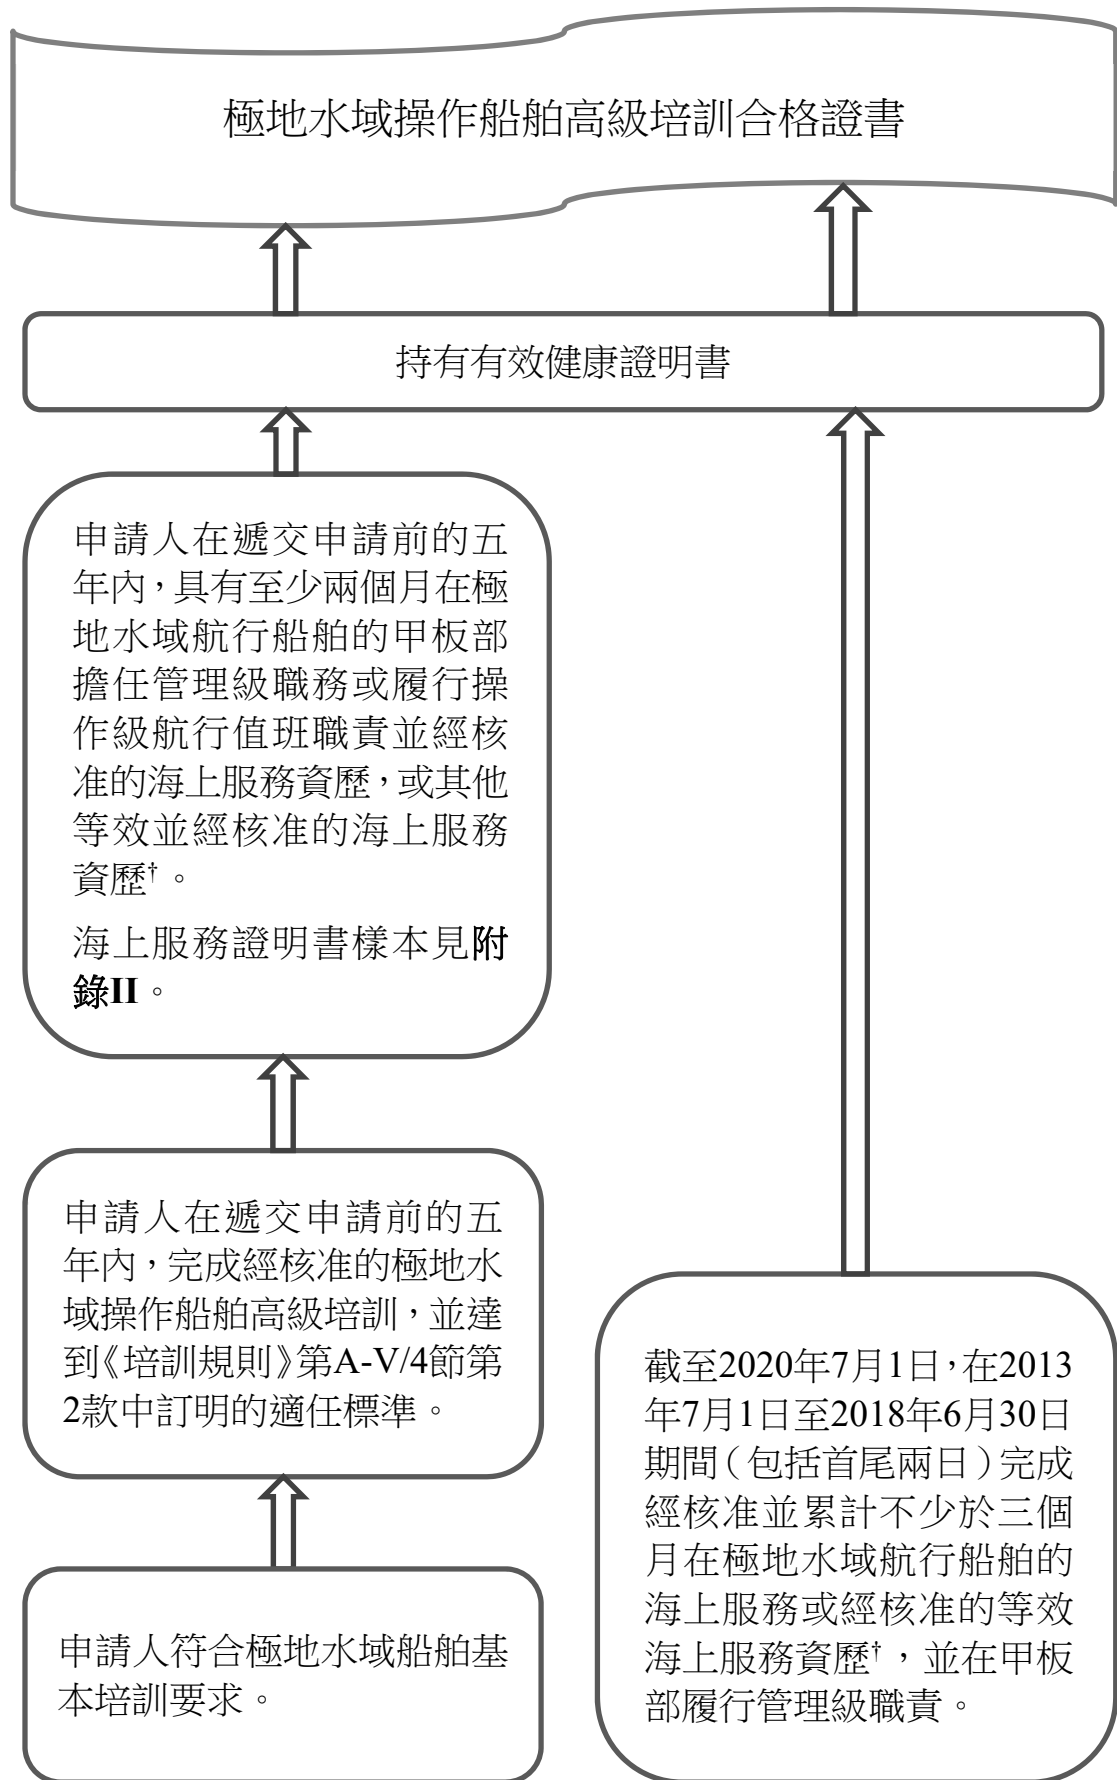 極地水域操作船舶高級培訓合格證書
持有有效健康證明書
申請人在遞交申請前的五
年內，具有至少兩個月在極
地水域航行船舶的甲板部
擔任管理級職務或履行操
作級航行值班職責並經核
准的海上服務資歷，或其他
等效並經核准的海上服務
資歷†。
海上服務證明書樣本見附
錄II。
申請人在遞交申請前的五
年內，完成經核准的極地水
域操作船舶高級培訓，並達
到《培訓規則》第A-V/4節第
2款中訂明的適任標準。
申請人符合極地水域船舶基
本培訓要求。
截至2020年7月1日，在2013
年7月1日至2018年6月30日
期間（包括首尾兩日）完成
經核准並累計不少於三個
月在極地水域航行船舶的
海上服務或經核准的等效
海上服務資歷†，並在甲板
部履行管理級職責。